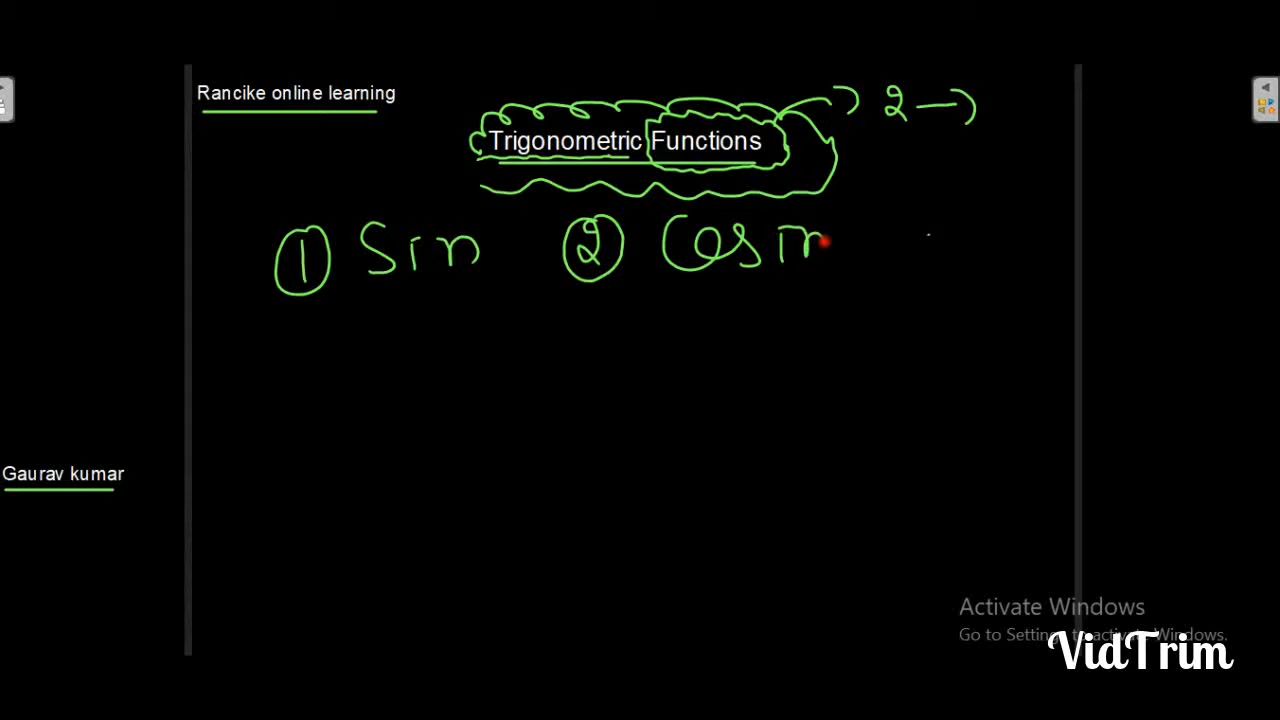 Rancike online learning
2 →
Trigonometric Functions
① Sin ② Cosin
Gaurav kumar
Activate Windows
Go to Settings to activate Windows.
VidTrim